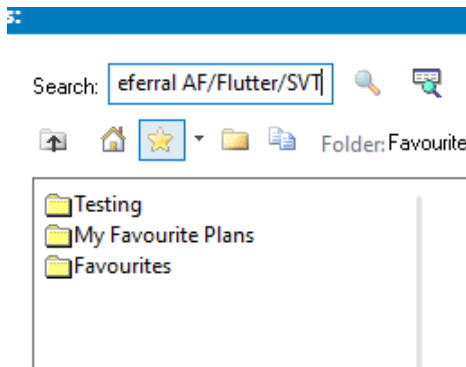 s:
Search: eferral AF/Flutter/SVT
Folder: Favourite
Testing
My Favourite Plans
Favourites